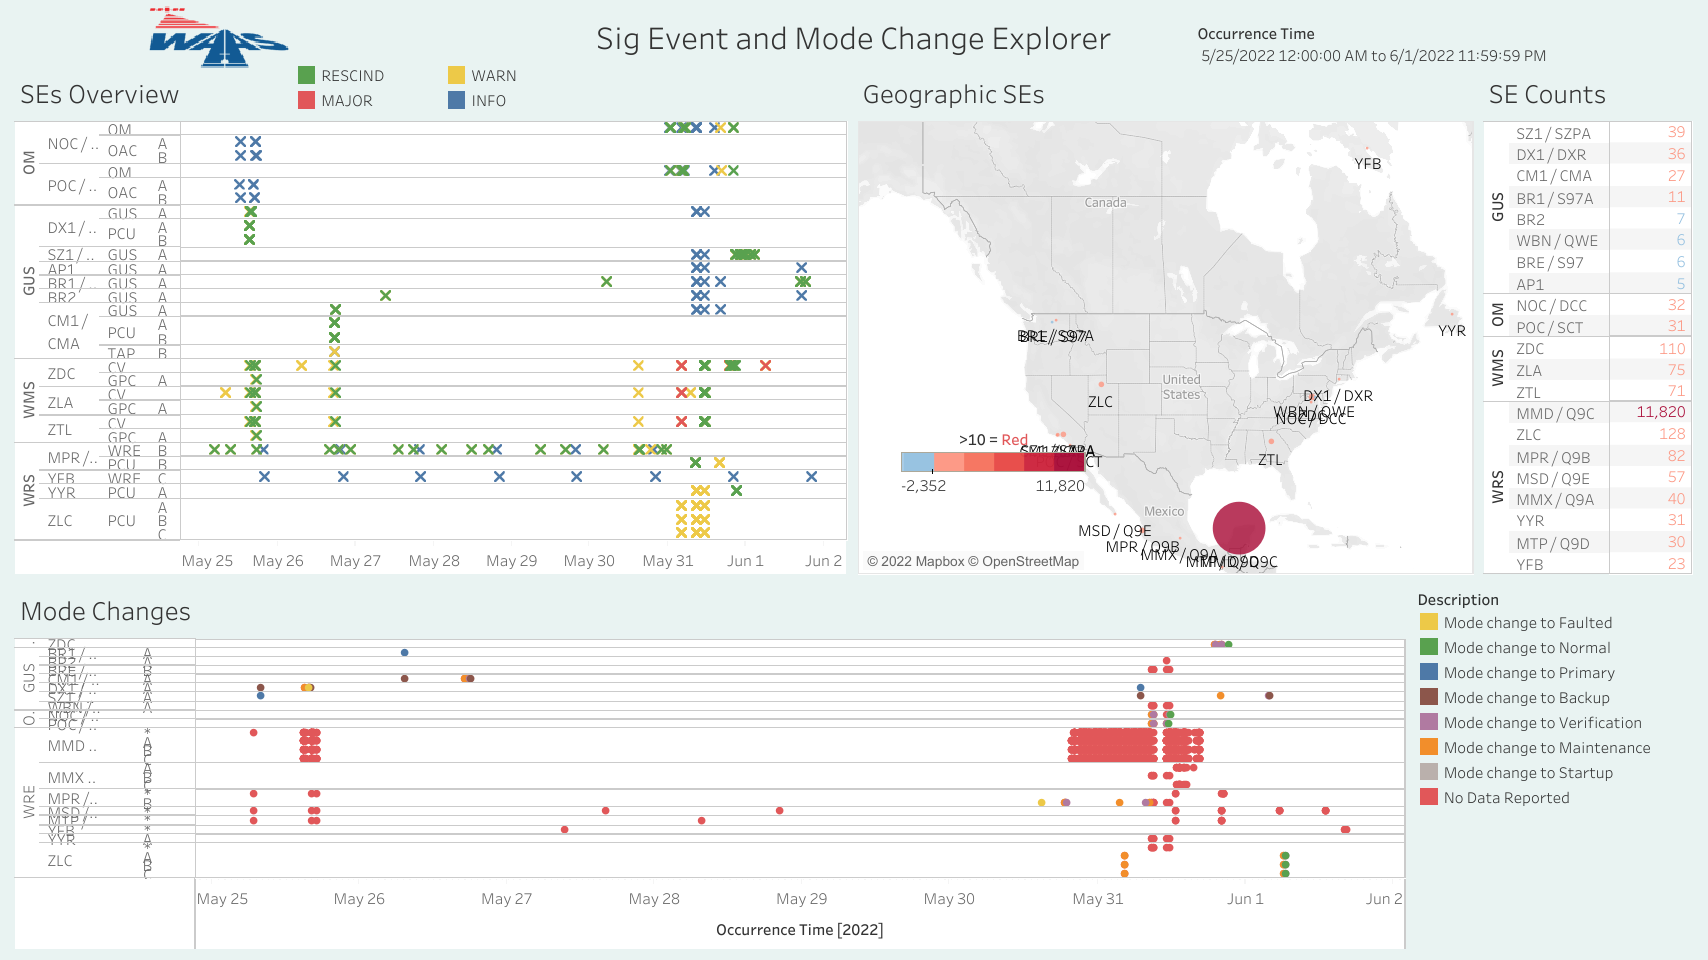 WAAS
Sig Event and Mode Change Explorer
Occurrence Time
5/25/2022 12:00:00 AM to 6/1/2022 11:59:59 PM
RESCIND
WARN
MAJOR
INFO
SEs Overview
OM
NOC / ..
OM
OAC
A
B
POC / ..
OM
OAC
A
B
GUS
DX1 / ..
GUS
A
PCU
A
B
SZ1 / ..
GUS
A
AP1
GUS
A
BR1 / ..
GUS
A
BR2
GUS
A
CM1 / CMA
GUS
A
PCU
A
B
TAP
B
WMS
ZDC
CV
GPC
A
ZLA
CV
GPC
A
ZTL
CV
GPC
A
WRS
MPR / ..
WRE
B
PCU
B
YFB
WRE
C
YYR
PCU
A
ZLC
PCU
A
B
C
May 25
May 26
May 27
May 28
May 29
May 30
May 31
Jun 1
Jun 2
Geographic SEs
YFB
Canada
YYR
BR1 / S97A
BRE / S97
United States
ZLC
DX1 / DXR
WBN / QWE
ZDC
NOC / DCC
ZTL
>10 = Red
-2,352
11,820
Mexico
MSD / Q9E
MPR / Q9B
MMX / Q9A
MTP / Q9D
MMD / Q9C
© 2022 Mapbox © OpenStreetMap
SE Counts
GUS
SZ1 / SZPA 39
DX1 / DXR 36
CM1 / CMA 27
BR1 / S97A 11
BR2 7
WBN / QWE 6
BRE / S97 6
AP1 5
OM
NOC / DCC 32
POC / SCT 31
WMS
ZDC 110
ZLA 75
ZTL 71
WRS
MMD / Q9C 11,820
ZLC 128
MPR / Q9B 82
MSD / Q9E 57
MMX / Q9A 40
YYR 31
MTP / Q9D 30
YFB 23
Mode Changes
.
ZDC
GUS
BR1 / ..
A
BR2
A
BRE / ..
B
CM1 / ..
A
DX1 / ..
A
SZ1 / ..
A
WBN / ..
A
O.
NOC / ..
POC / ..
WRE
MMD ..
*
A
B
C
MMX ..
A
B
C
MPR / ..
*
B
MSD / ..
*
MTP / ..
*
YFB
*
YYR
A
ZLC
*
A
B
C
May 25
May 26
May 27
May 28
May 29
May 30
May 31
Jun 1
Jun 2
Occurrence Time [2022]
Description
Mode change to Faulted
Mode change to Normal
Mode change to Primary
Mode change to Backup
Mode change to Verification
Mode change to Maintenance
Mode change to Startup
No Data Reported